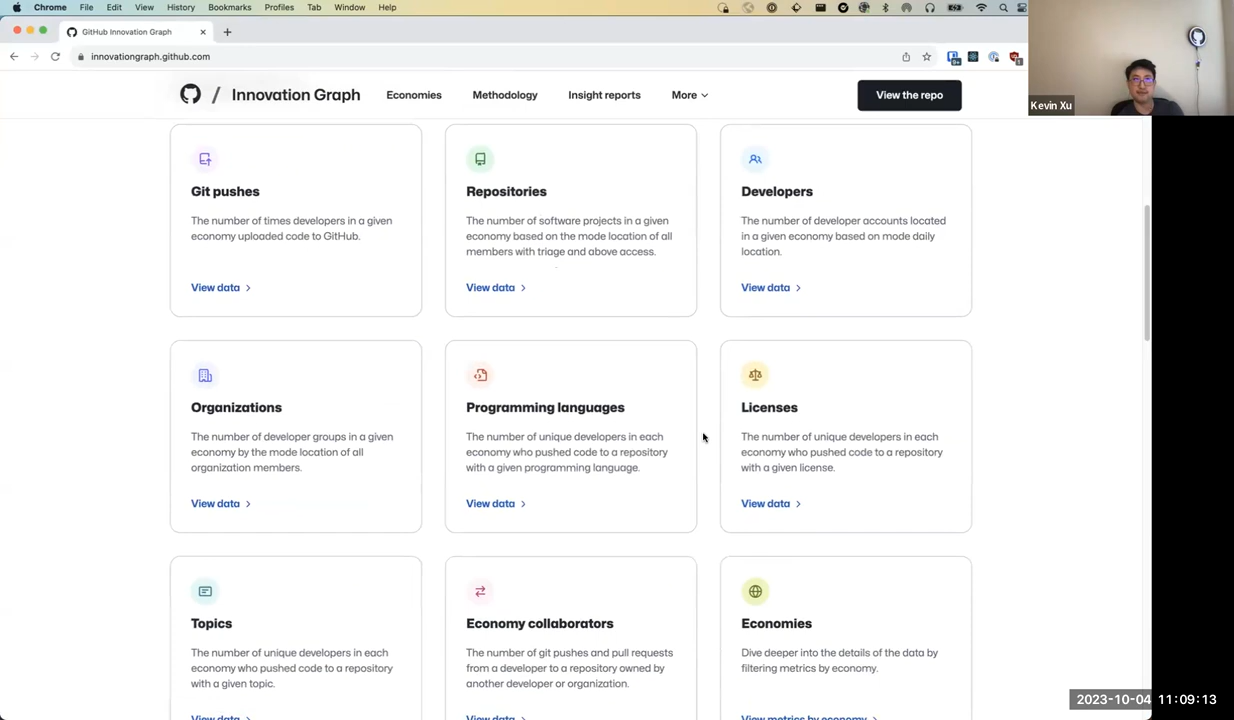 Chrome File Edit View History Bookmarks Profiles Tab Window Help
GitHub Innovation Graph
innovationgraph.github.com
/ Innovation Graph Economies Methodology Insight reports More View the repo
Kevin Xu
Git pushes
The number of times developers in a given
economy uploaded code to GitHub.
View data
Repositories
The number of software projects in a given
economy based on the mode location of all
members with triage and above access.
View data
Developers
The number of developer accounts located
in a given economy based on mode daily
location.
View data
Organizations
The number of developer groups in a given
economy by the mode location of all
organization members.
View data
Programming languages
The number of unique developers in each
economy who pushed code to a repository
with a given programming language.
View data
Licenses
The number of unique developers in each
economy who pushed code to a repository
with a given license.
View data
Topics
The number of unique developers in each
economy who pushed code to a repository
with a given topic.
View data
Economy collaborators
The number of git pushes and pull requests
from a developer to a repository owned by
another developer or organization.
View data
Economies
Dive deeper into the details of the data by
filtering metrics by economy.
View metrics by economy
2023-10-04 11:09:13